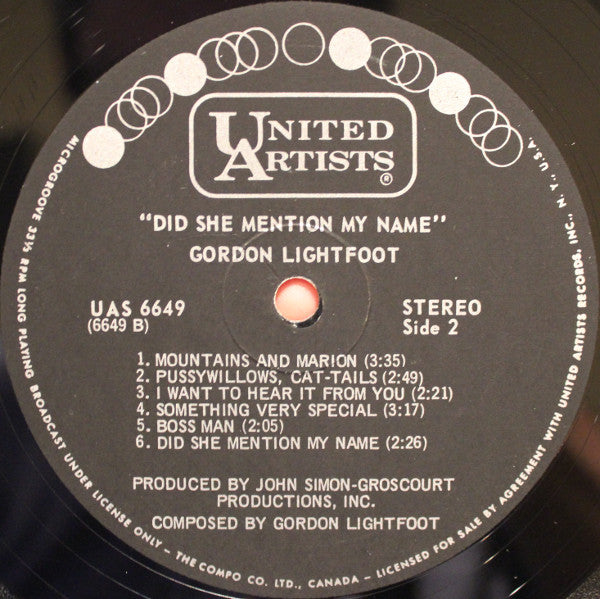 UNITED
ARTISTS
®
"DID SHE MENTION MY NAME"
GORDON LIGHTFOOT
UAS 6649
(6649 B)
STEREO
Side 2
1. MOUNTAINS AND MARION (3:35)
2. PUSSYWILLOWS, CAT-TAILS (2:49)
3. I WANT TO HEAR IT FROM YOU (2:21)
4. SOMETHING VERY SPECIAL (3:17)
5. BOSS MAN (2:05)
6. DID SHE MENTION MY NAME (2:26)
PRODUCED BY JOHN SIMON-GROSCOURT
PRODUCTIONS, INC.
COMPOSED BY GORDON LIGHTFOOT
MICROGROOVE 33⅓ RPM LONG PLAYING BROADCAST UNDER LICENSE ONLY – THE COMPO CO. LTD., CANADA – LICENSED FOR SALE BY AGREEMENT WITH UNITED ARTISTS RECORDS, INC., N.Y., U.S.A.